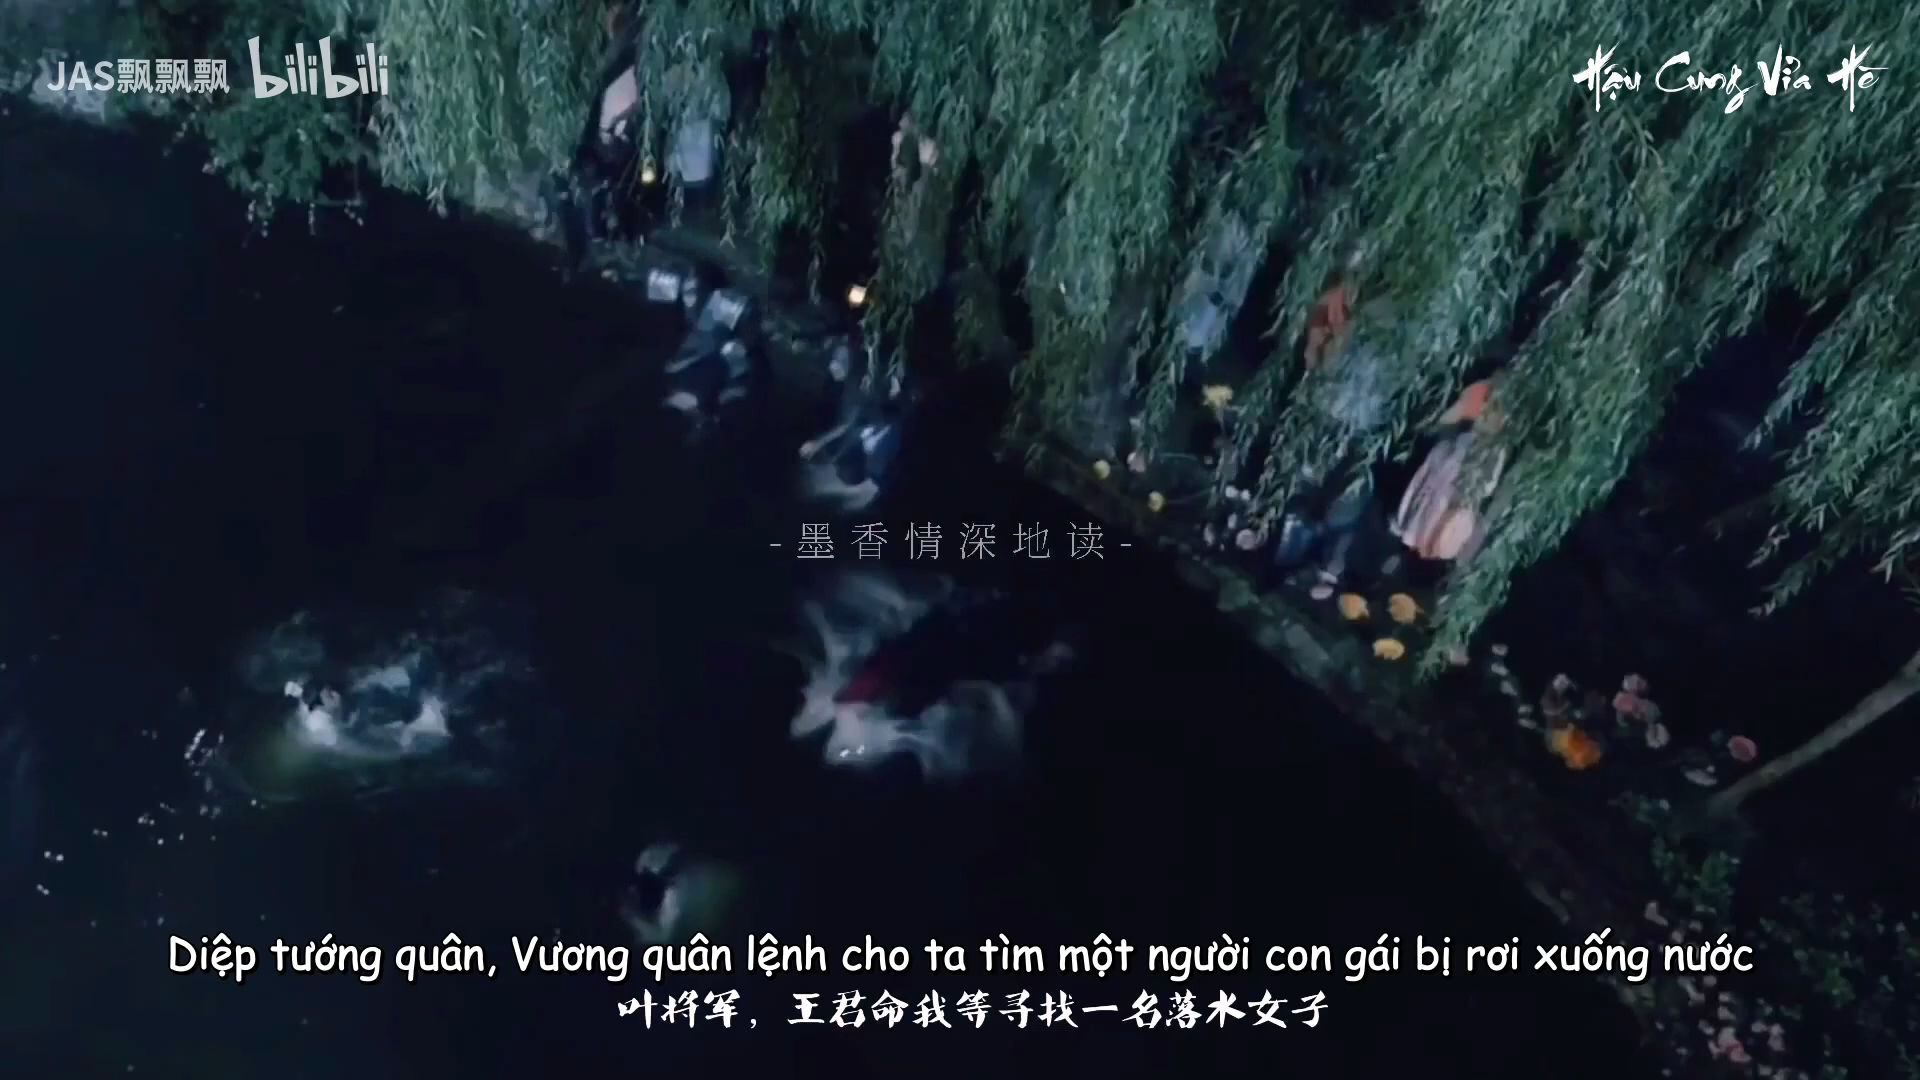 JAS飘飘飘 bilibili
Hậu Cung Vỉa Hè
-墨香情深地读-
Diệp tướng quân, Vương quân lệnh cho ta tìm một người con gái bị rơi xuống nước
叶将军，王君命我等寻找一名落水女子